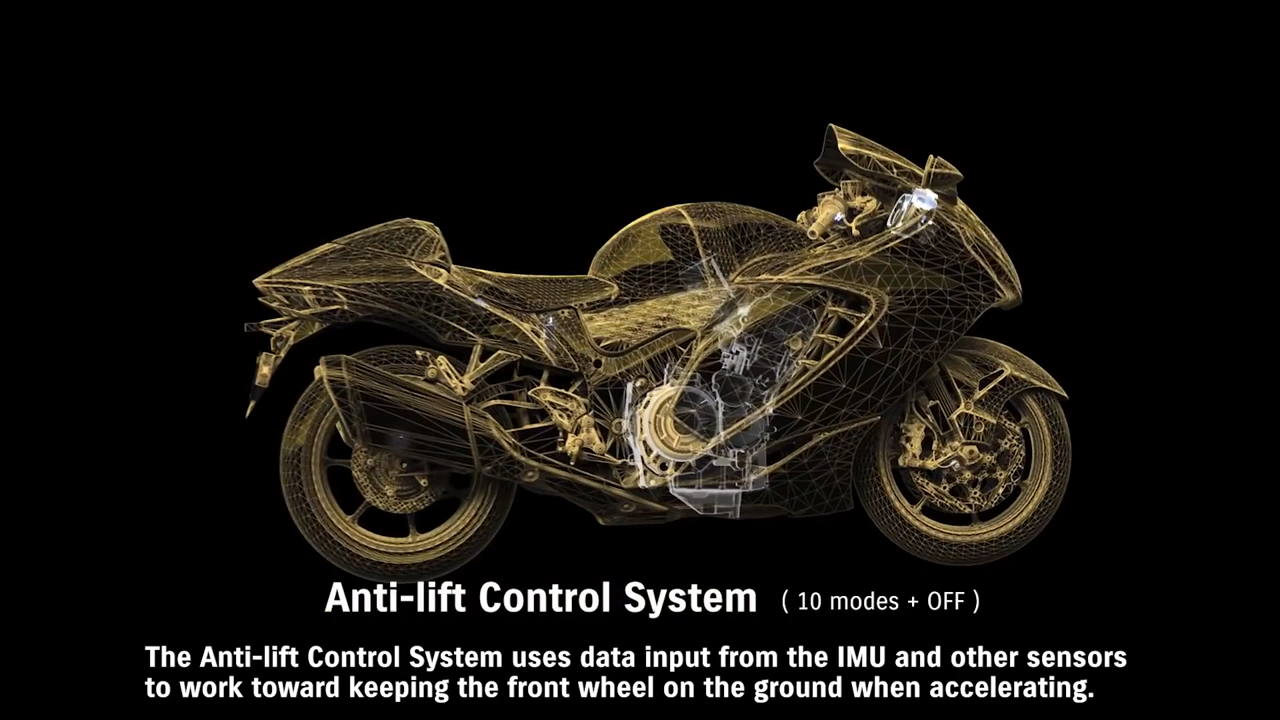 Anti-lift Control System ( 10 modes + OFF )
The Anti-lift Control System uses data input from the IMU and other sensors
to work toward keeping the front wheel on the ground when accelerating.